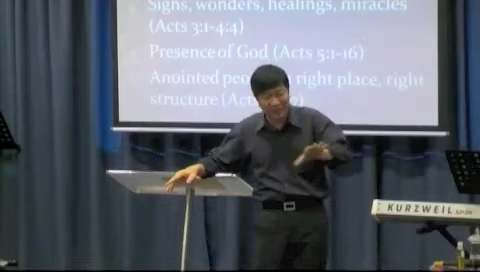 Signs, wonders, healings, miracles
(Acts 3:1-4:4)
Presence of God (Acts 5:1-16)
Anointed right place, right
structure
KURZWEIL